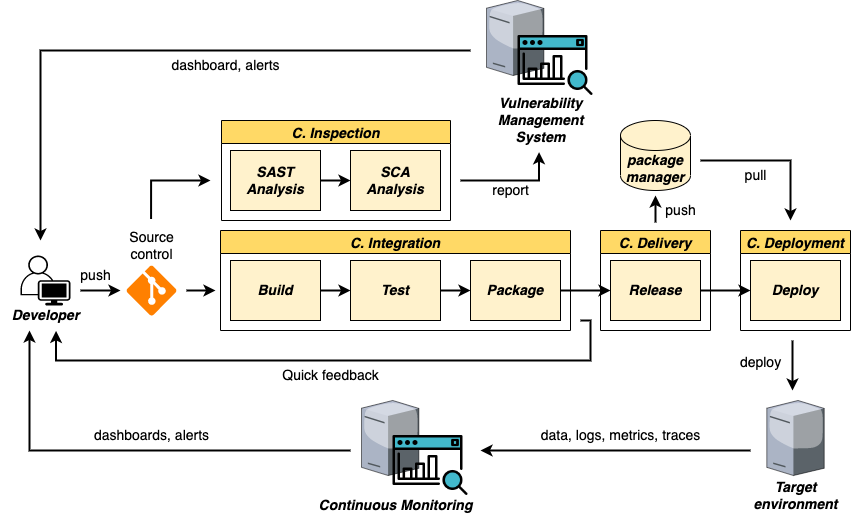 dashboard, alerts
Vulnerability
Management
System
C. Inspection
SAST
Analysis
SCA
Analysis
report
package
manager
pull
push
Source
control
C. Integration
C. Delivery
C. Deployment
push
Build
Test
Package
Release
Deploy
Developer
Quick feedback
deploy
dashboards, alerts
data, logs, metrics, traces
Continuous Monitoring
Target
environment